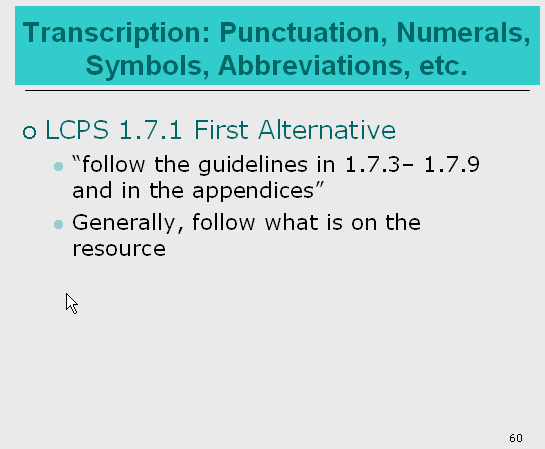 Transcription: Punctuation, Numerals,
Symbols, Abbreviations, etc.
LCPS 1.7.1 First Alternative
“follow the guidelines in 1.7.3– 1.7.9
and in the appendices”
Generally, follow what is on the
resource
60